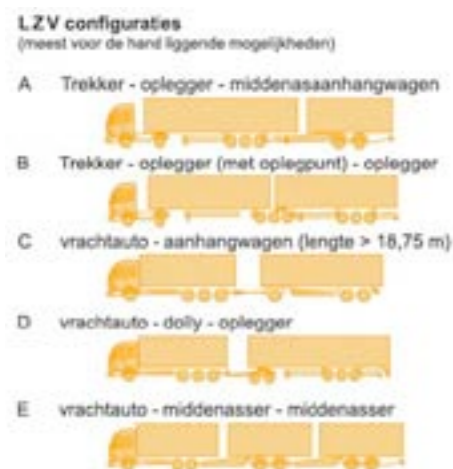 LZV configuraties
(meest voor de hand liggende mogelijkheden)
A Trekker - oplegger - middenasaanhangwagen
B Trekker - oplegger (met oplegpunt) - oplegger
C vrachtauto - aanhangwagen (lengte > 18,75 m)
D vrachtauto - dolly - oplegger
E vrachtauto - middenasser - middenasser